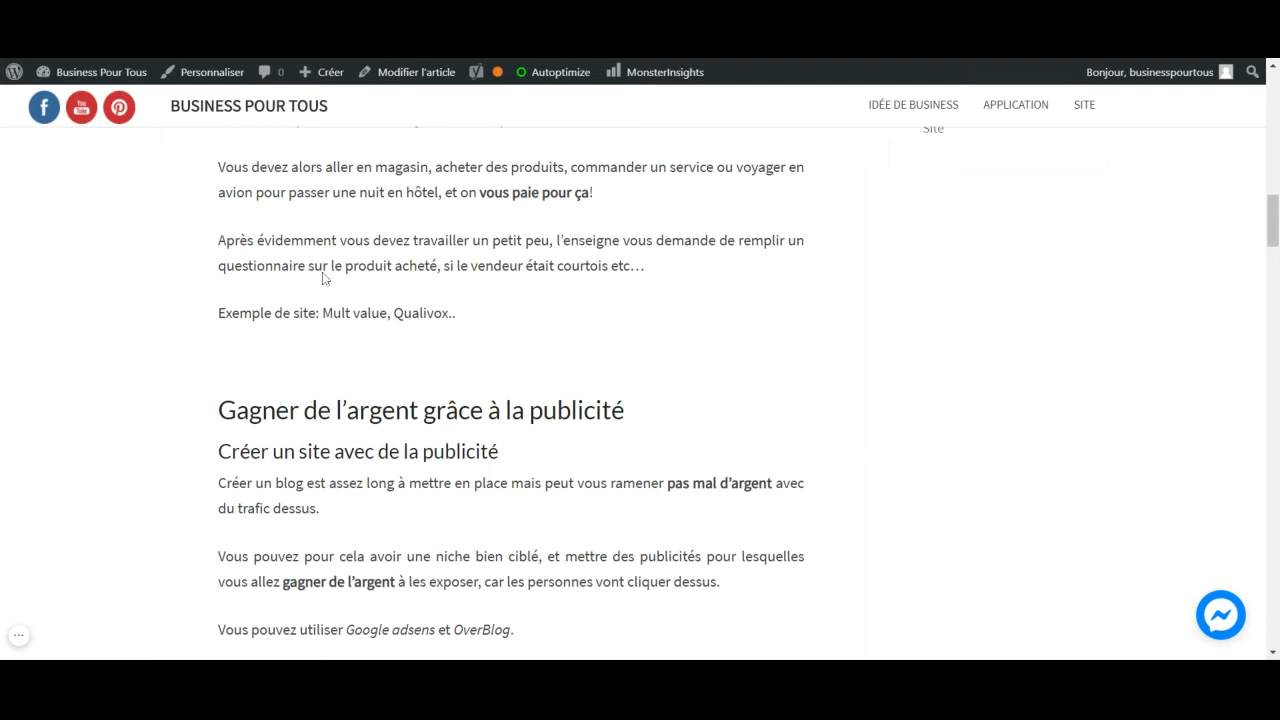 Business Pour Tous Personnaliser 0 Créer Modifier l'article Autoptimize MonsterInsights Bonjour, businesspourtous
f You Tube BUSINESS POUR TOUS IDÉE DE BUSINESS APPLICATION SITE
Site
Vous devez alors aller en magasin, acheter des produits, commander un service ou voyager en
avion pour passer une nuit en hôtel, et on vous paie pour ça!
Après évidemment vous devez travailler un petit peu, l'enseigne vous demande de remplir un
questionnaire sur le produit acheté, si le vendeur était courtois etc…
Exemple de site: Mult value, Qualivox..
Gagner de l'argent grâce à la publicité
Créer un site avec de la publicité
Créer un blog est assez long à mettre en place mais peut vous ramener pas mal d'argent avec
du trafic dessus.
Vous pouvez pour cela avoir une niche bien ciblé, et mettre des publicités pour lesquelles
vous allez gagner de l'argent à les exposer, car les personnes vont cliquer dessus.
Vous pouvez utiliser Google adsens et OverBlog.